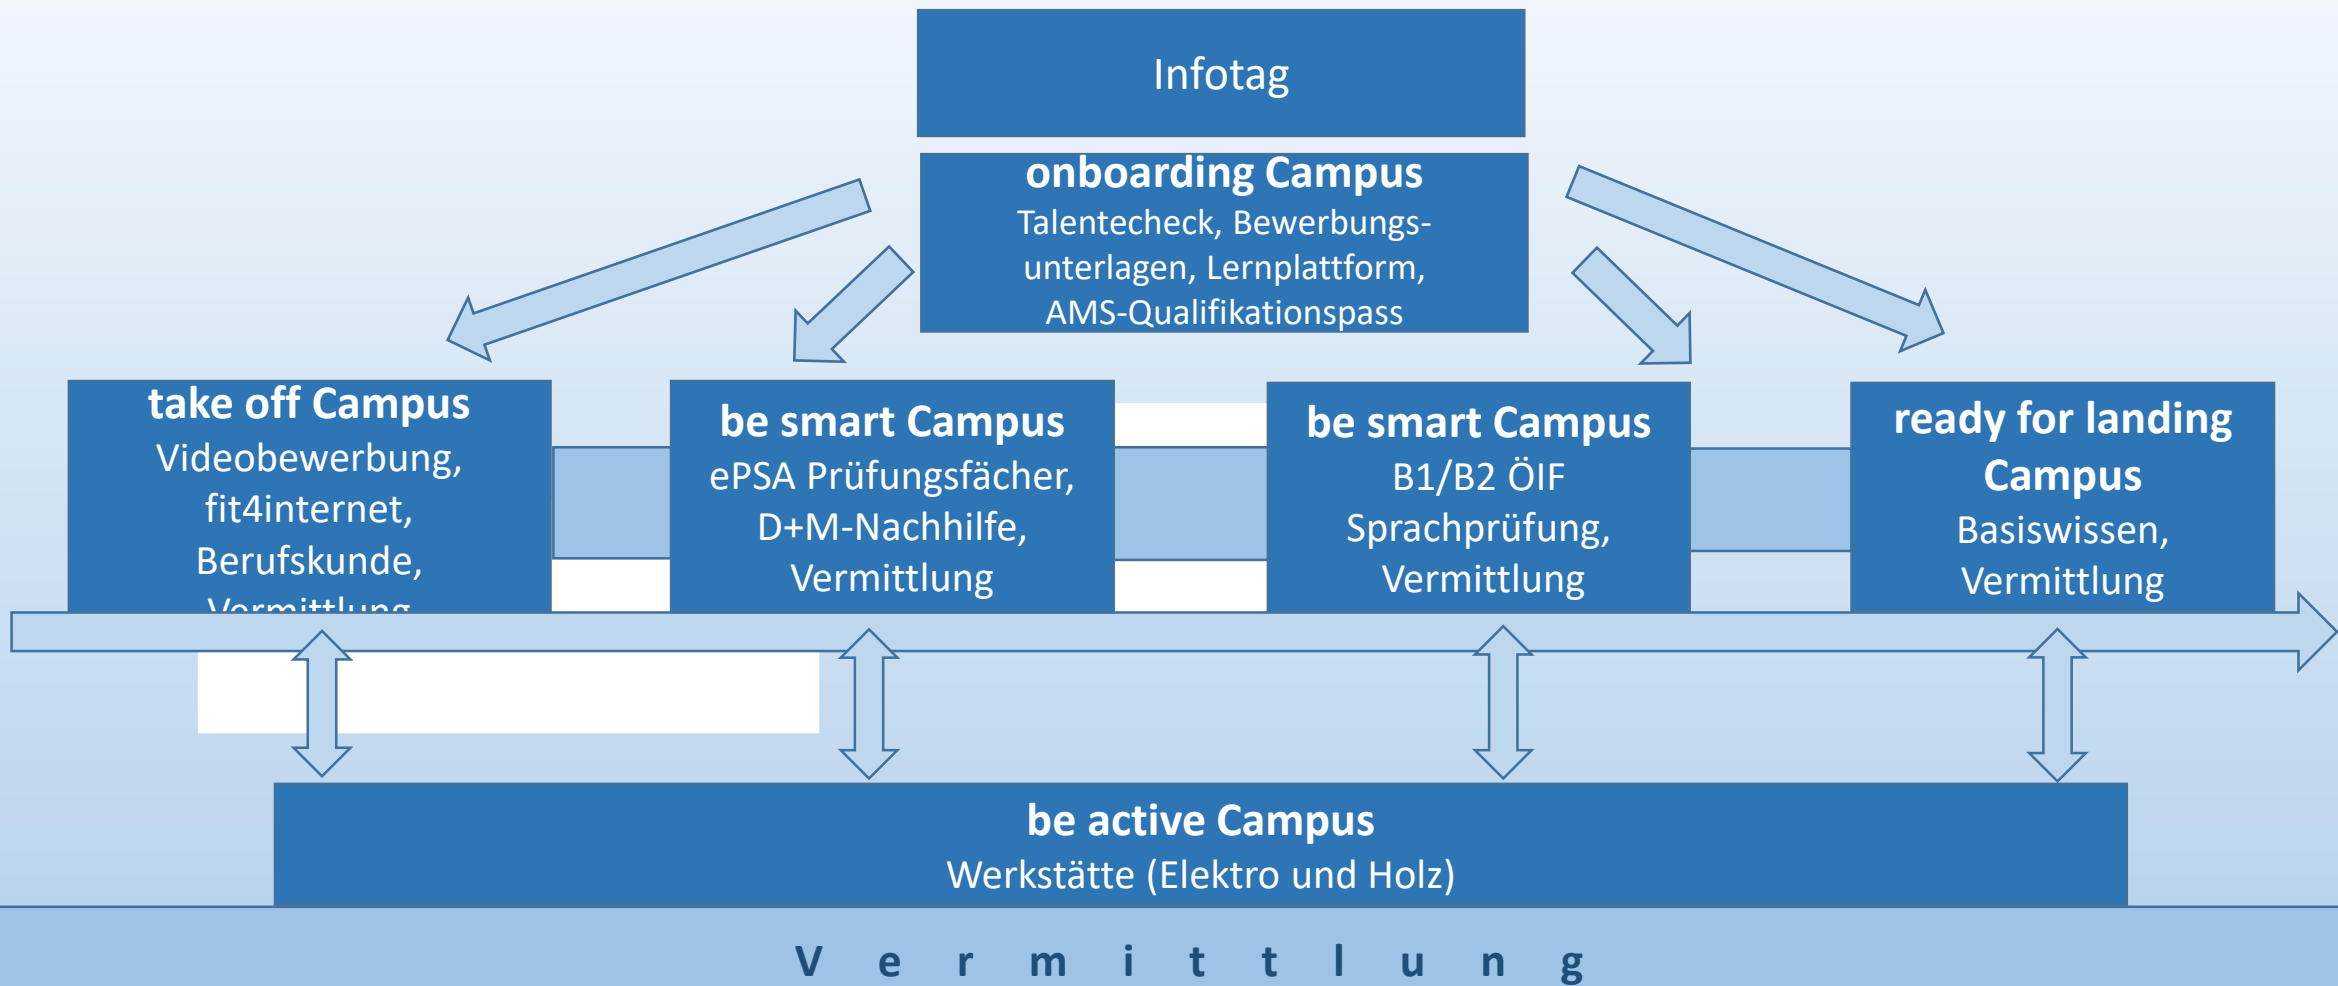 Infotag
onboarding Campus
Talentecheck, Bewerbungs-
unterlagen, Lernplattform,
AMS-Qualifikationspass
take off Campus
Videobewerbung,
fit4internet,
Berufskunde,
Vermittlung
be smart Campus
ePSA Prüfungsfächer,
D+M-Nachhilfe,
Vermittlung
be smart Campus
B1/B2 ÖIF
Sprachprüfung,
Vermittlung
ready for landing
Campus
Basiswissen,
Vermittlung
be active Campus
Werkstätte (Elektro und Holz)
V e r m i t t l u n g